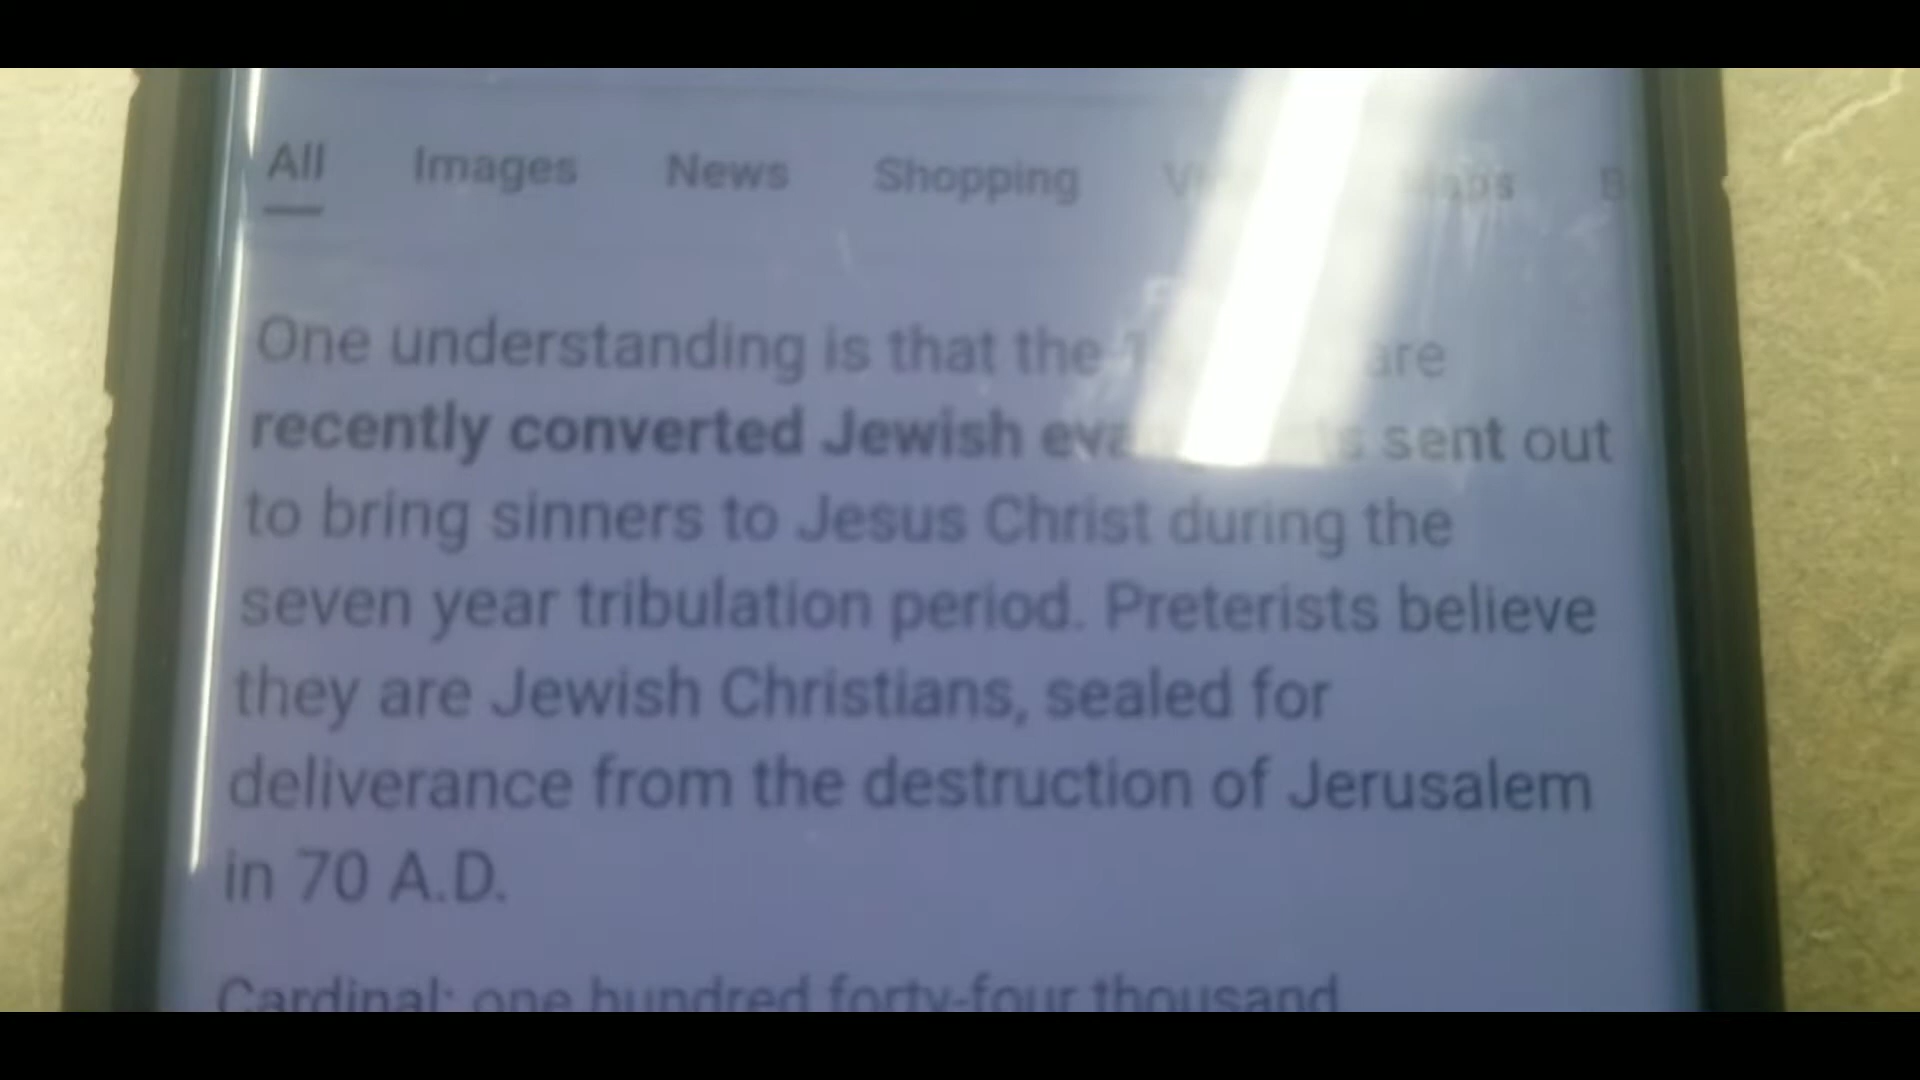 All Images News Shopping
One understanding is that the are
recently converted Jewish sent out
to bring sinners to Jesus Christ during the
seven year tribulation period. Preterists believe
they are Jewish Christians, sealed for
deliverance from the destruction of Jerusalem
in 70 A.D.
Cardinal: one hundred forty-four thousand